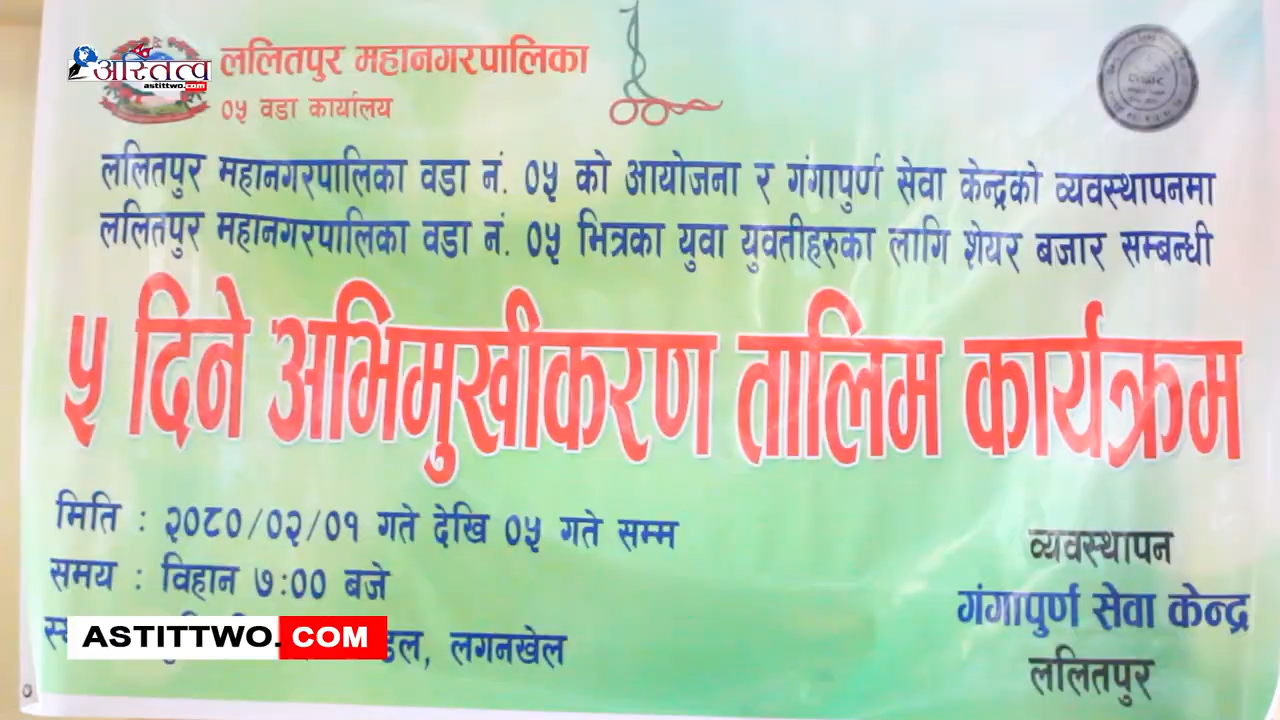 अस्तित्व
astittwo.com
ललितपुर महानगरपालिका
०५ वडा कार्यालय
ललितपुर महानगरपालिका वडा नं. ०५ को आयोजना र गंगापुर्ण सेवा केन्द्रको व्यवस्थापनमा
ललितपुर महानगरपालिका वडा नं. ०५ भित्रका युवा युवतीहरुका लागि शेयर बजार सम्बन्धी
५ दिने अभिमुखीकरण तालिम कार्यक्रम
मिति : २०८०/०२/०१ गते देखि ०५ गते सम्म
समय : विहान ७:०० बजे
लगनखेल
ASTITTWO. COM
व्यवस्थापन
गंगापुर्ण सेवा केन्द्र
ललितपुर